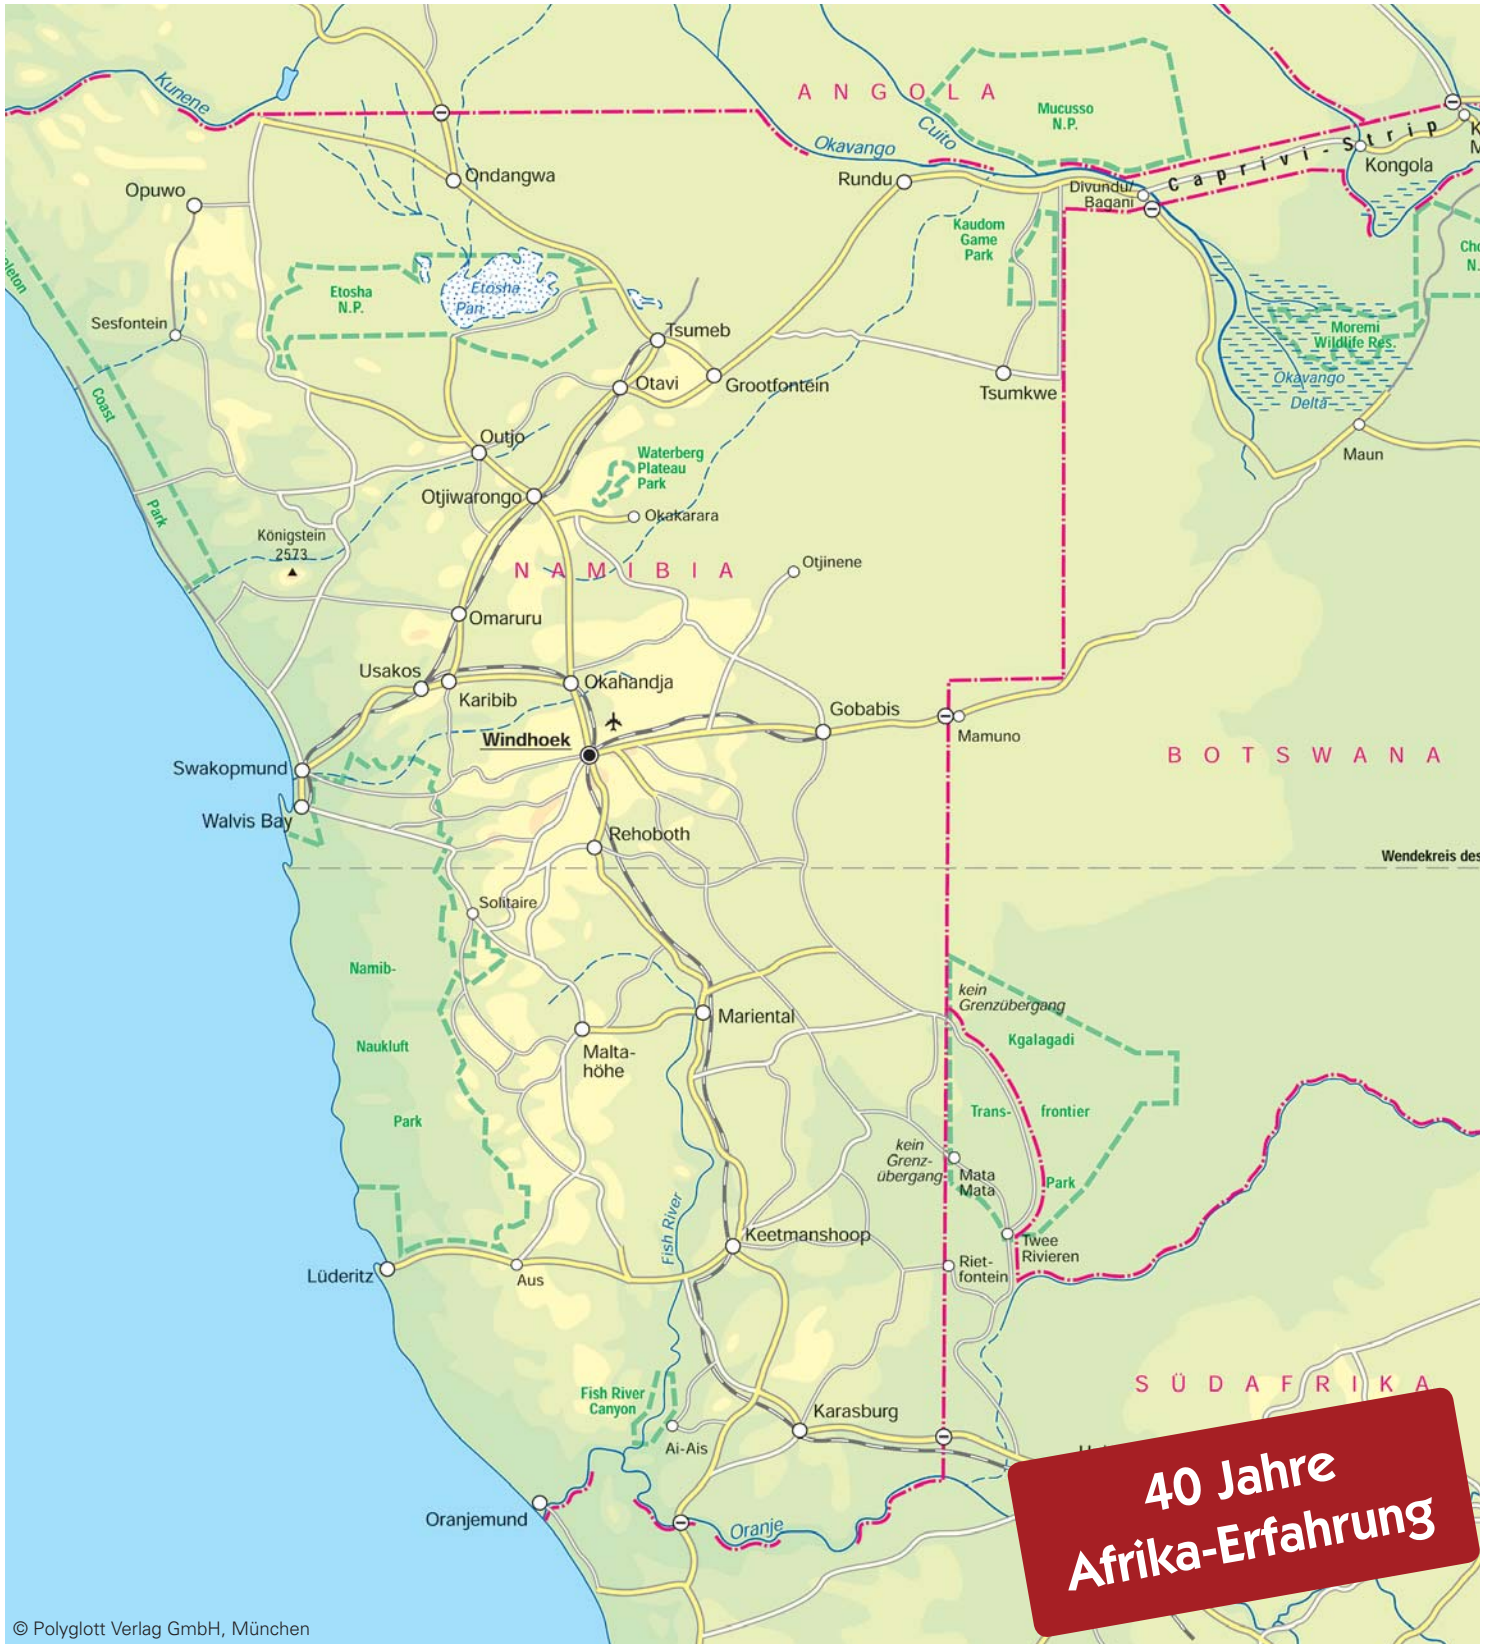 Kunene
A N G O L A
Mucusso
N.P.
Cuito
Okavango
Caprivi-Strip
Kongola
Ondangwa
Opuwo
Rundu
Divundu/
Bagani
Kaudom
Game
Park
Etosha
N.P.
Etosha
Pan
Sesfontein
Tsumeb
Moremi
Wildlife Res.
Okavango
Delta
Otavi
Grootfontein
Tsumkwe
Coast
Park
Outjo
Maun
Waterberg
Plateau
Park
Otjiwarongo
Okakarara
Königstein
2573
N A M I B I A
Otjinene
Omaruru
Usakos
Karibib
Okahandja
Gobabis
Mamuno
Windhoek
B O T S W A N A
Swakopmund
Walvis Bay
Rehoboth
Wendekreis des
Solitaire
Namib-
Naukluft
Park
kein
Grenzübergang
Mariental
Kgalagadi
Trans-
frontier
Park
Malta-
höhe
kein
Grenz-
übergang
Mata
Mata
Fish River
Keetmanshoop
Twee
Rivieren
Riet-
fontein
Lüderitz
Aus
Fish River
Canyon
S Ü D A F R I K A
Karasburg
Ai-Ais
Oranjemund
Oranje
40 Jahre
Afrika-Erfahrung
© Polyglott Verlag GmbH, München